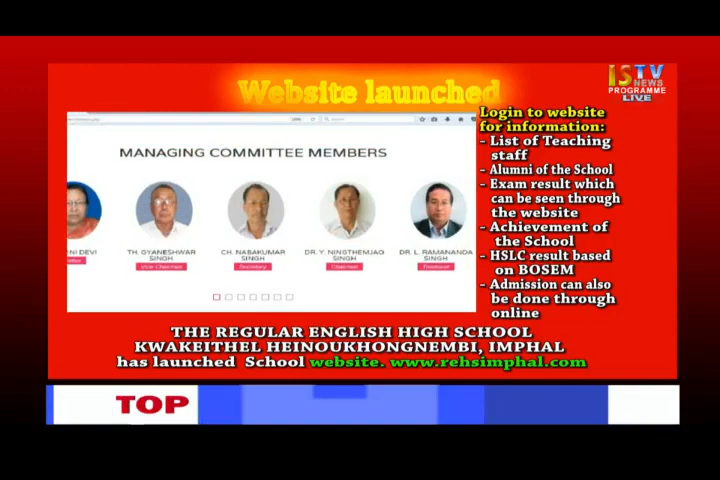 Website launched
ISTV
NEWS
PROGRAMME
LIVE
Search
MANAGING COMMITTEE MEMBERS
NI DEVI
TH. GYANESHWAR
SINGH
Vice Chairman
CH. NABAKUMAR
SINGH
Secretary
DR. Y. NINGTHEMJAO
SINGH
Chairman
DR. L. RAMANANDA
SINGH
Treasurer
Login to website
for information:
- List of Teaching
staff
- Alumni of the School
- Exam result which
can be seen through
the website
- Achievement of
the School
- HSLC result based
on BOSEM
- Admission can also
be done through
online
THE REGULAR ENGLISH HIGH SCHOOL
KWAKEITHEL HEINOUKHONGNEMBI, IMPHAL
has launched School website. www.rehsimphal.com
TOP